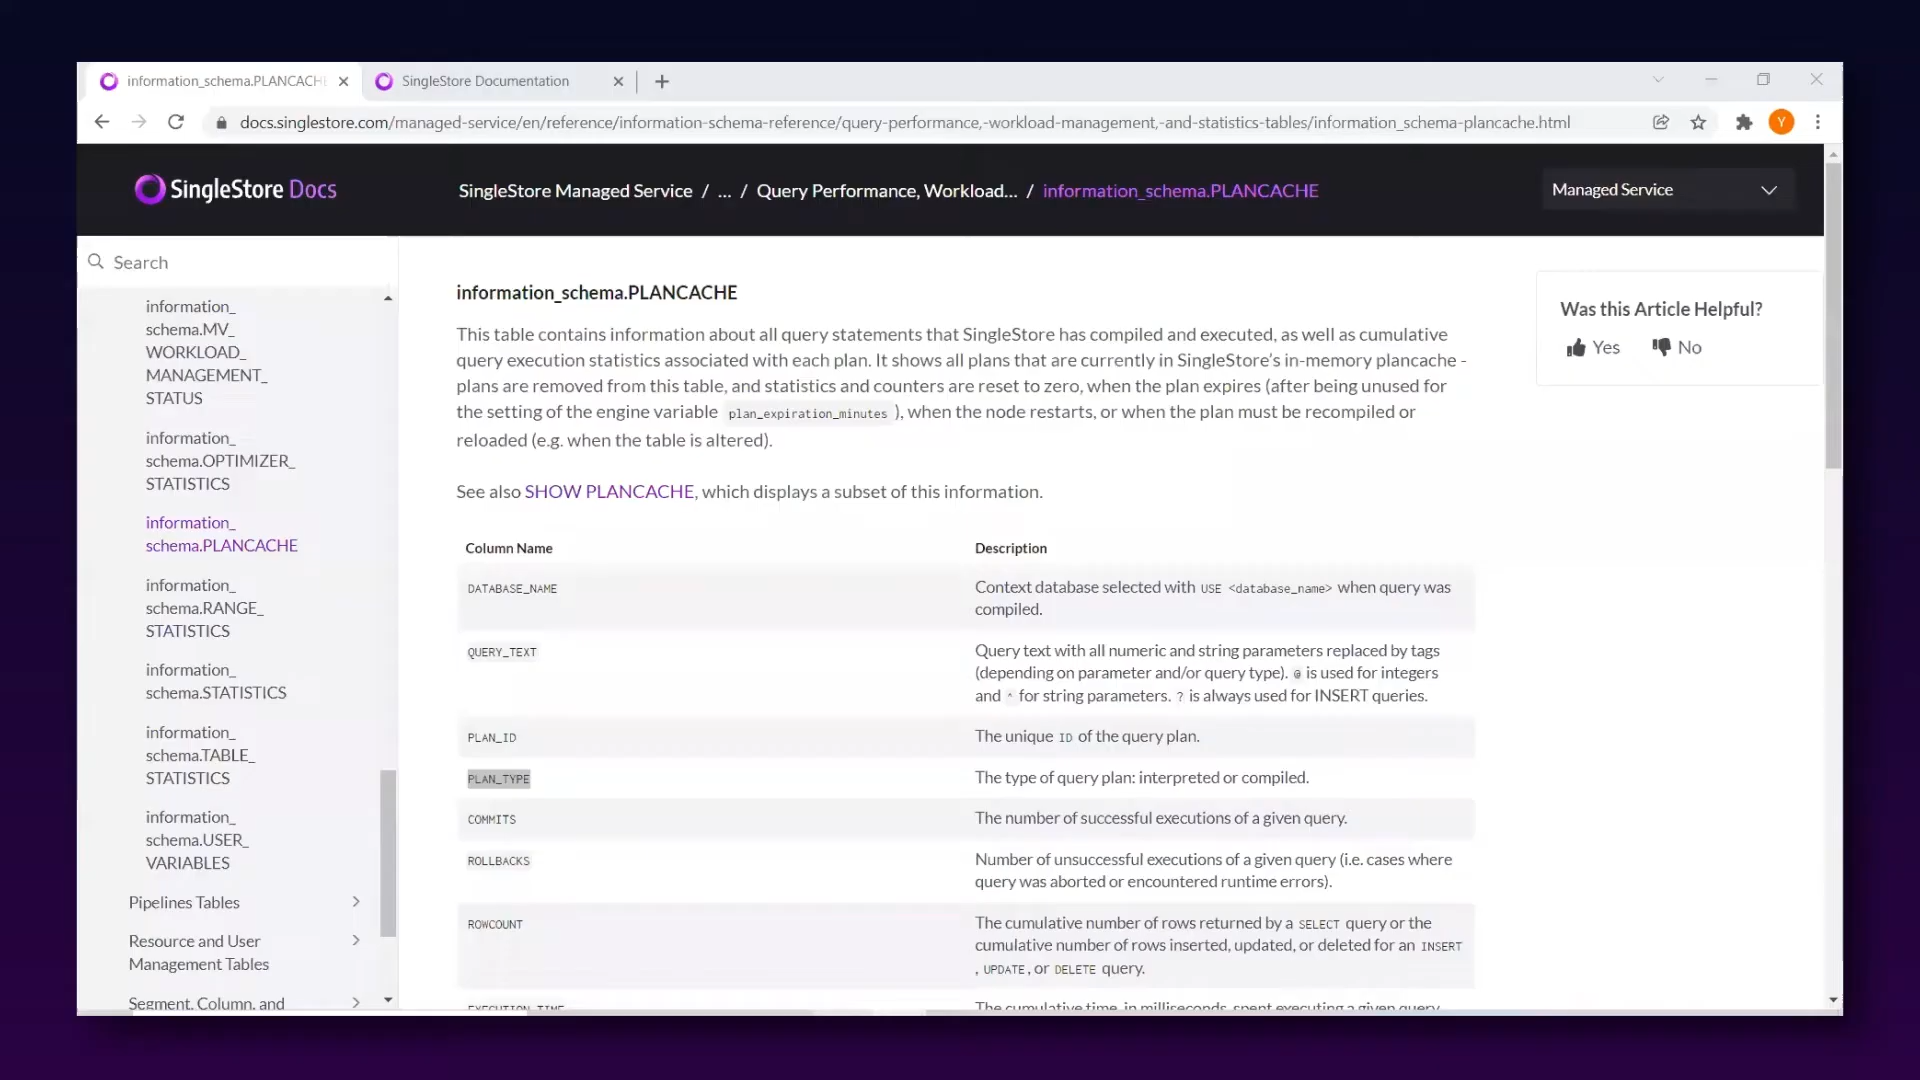 information_schema.PLANCACHE
SingleStore Documentation
docs.singlestore.com/managed-service/en/reference/information-schema-reference/query-performance,-workload-management,-and-statistics-tables/information_schema-plancache.html
Y
SingleStore Docs
SingleStore Managed Service / ... / Query Performance, Workload... / information_schema.PLANCACHE
Managed Service
Search
information_
schema.MV_
WORKLOAD_
MANAGEMENT_
STATUS
information_
schema.OPTIMIZER_
STATISTICS
information_
schema.PLANCACHE
information_
schema.RANGE_
STATISTICS
information_
schema.STATISTICS
information_
schema.TABLE_
STATISTICS
information_
schema.USER_
VARIABLES
Pipelines Tables
Resource and User
Management Tables
Segment, Column, and
information_schema.PLANCACHE
This table contains information about all query statements that SingleStore has compiled and executed, as well as cumulative
query execution statistics associated with each plan. It shows all plans that are currently in SingleStore's in-memory plancache -
plans are removed from this table, and statistics and counters are reset to zero, when the plan expires (after being unused for
the setting of the engine variable plan_expiration_minutes ), when the node restarts, or when the plan must be recompiled or
reloaded (e.g. when the table is altered).
See also SHOW PLANCACHE, which displays a subset of this information.
Column Name Description
DATABASE_NAME Context database selected with USE <database_name> when query was
compiled.
QUERY_TEXT Query text with all numeric and string parameters replaced by tags
(depending on parameter and/or query type). @ is used for integers
and ^ for string parameters. ? is always used for INSERT queries.
PLAN_ID The unique ID of the query plan.
PLAN_TYPE The type of query plan: interpreted or compiled.
COMMITS The number of successful executions of a given query.
ROLLBACKS Number of unsuccessful executions of a given query (i.e. cases where
query was aborted or encountered runtime errors).
ROWCOUNT The cumulative number of rows returned by a SELECT query or the
cumulative number of rows inserted, updated, or deleted for an INSERT
, UPDATE, or DELETE query.
EXECUTION_TIME The cumulative time, in milliseconds, spent executing a given query
Was this Article Helpful?
Yes No